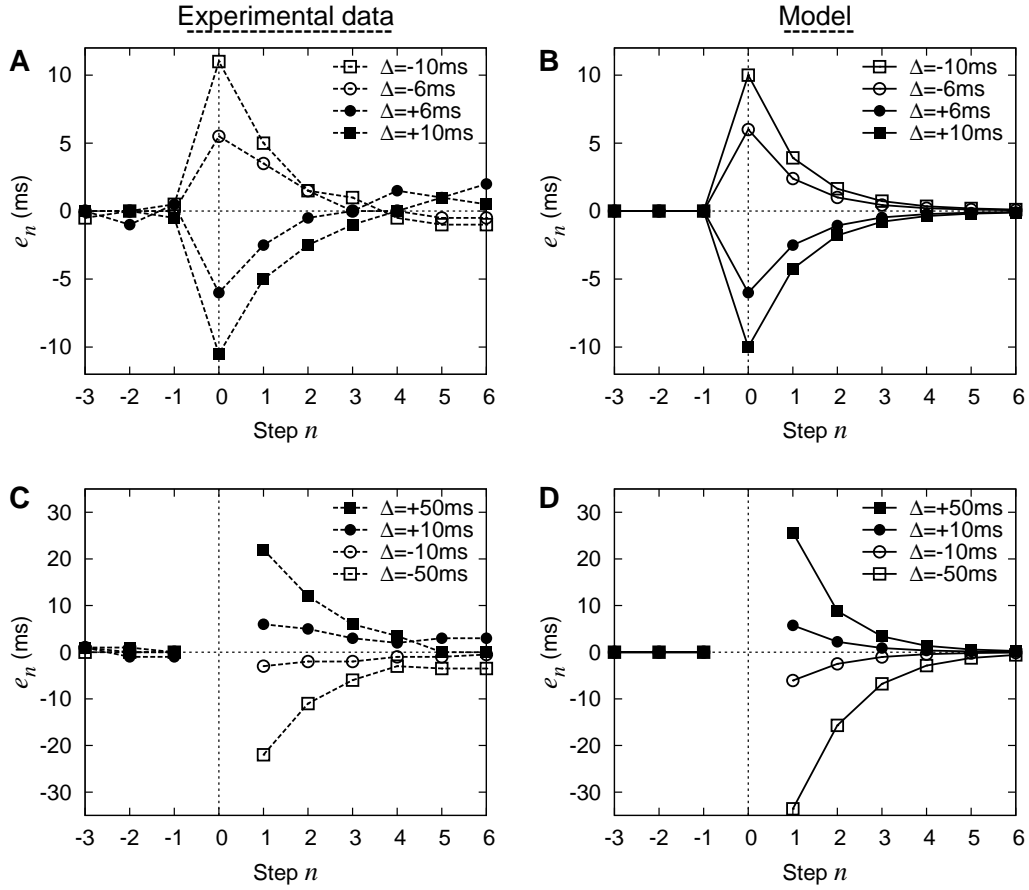 Experimental data
Model
A
Δ=-10ms
Δ=-6ms
Δ=+6ms
Δ=+10ms
10
5
0
-5
-10
e_n (ms)
-3 -2 -1 0 1 2 3 4 5 6
Step n
B
Δ=-10ms
Δ=-6ms
Δ=+6ms
Δ=+10ms
10
5
0
-5
-10
e_n (ms)
-3 -2 -1 0 1 2 3 4 5 6
Step n
C
Δ=+50ms
Δ=+10ms
Δ=-10ms
Δ=-50ms
30
20
10
0
-10
-20
-30
e_n (ms)
-3 -2 -1 0 1 2 3 4 5 6
Step n
D
Δ=+50ms
Δ=+10ms
Δ=-10ms
Δ=-50ms
30
20
10
0
-10
-20
-30
e_n (ms)
-3 -2 -1 0 1 2 3 4 5 6
Step n